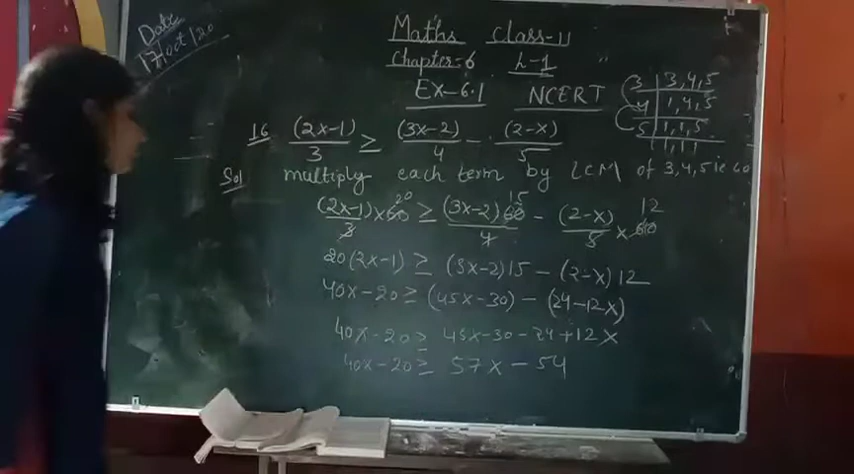 Date
17 Oct/20
Maths Class-11
Chapter-6 L-1
Ex-6.1 NCERT
3 | 3,4,5
4 | 1,4,5
5 | 1,1,5
| 1,1,1
16 (2x-1)/3 ≥ (3x-2)/4 - (2-x)/5
Sol multiply each term by LCM of 3,4,5 ie 60
(2x-1)/3 × 60 20 ≥ (3x-2)/4 60 15 - (2-x)/5 × 60 12
20(2x-1) ≥ (3x-2)15 - (2-x)12
40x-20 ≥ (45x-30) - (24-12x)
40x-20 ≥ 45x-30-24+12x
40x-20 ≥ 57x-54